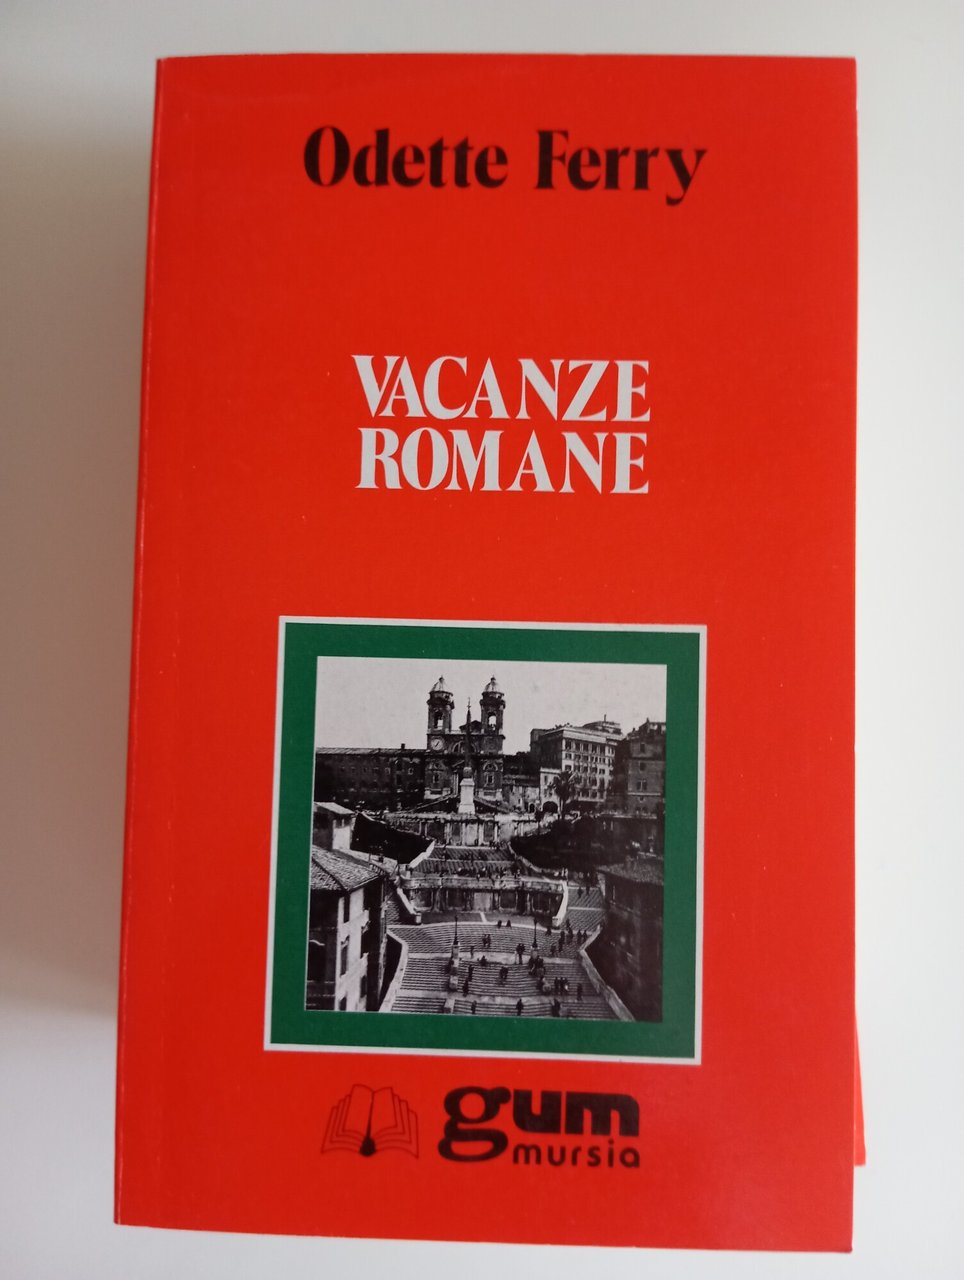 Odette Ferry
VACANZE
ROMANE
gum
mursia